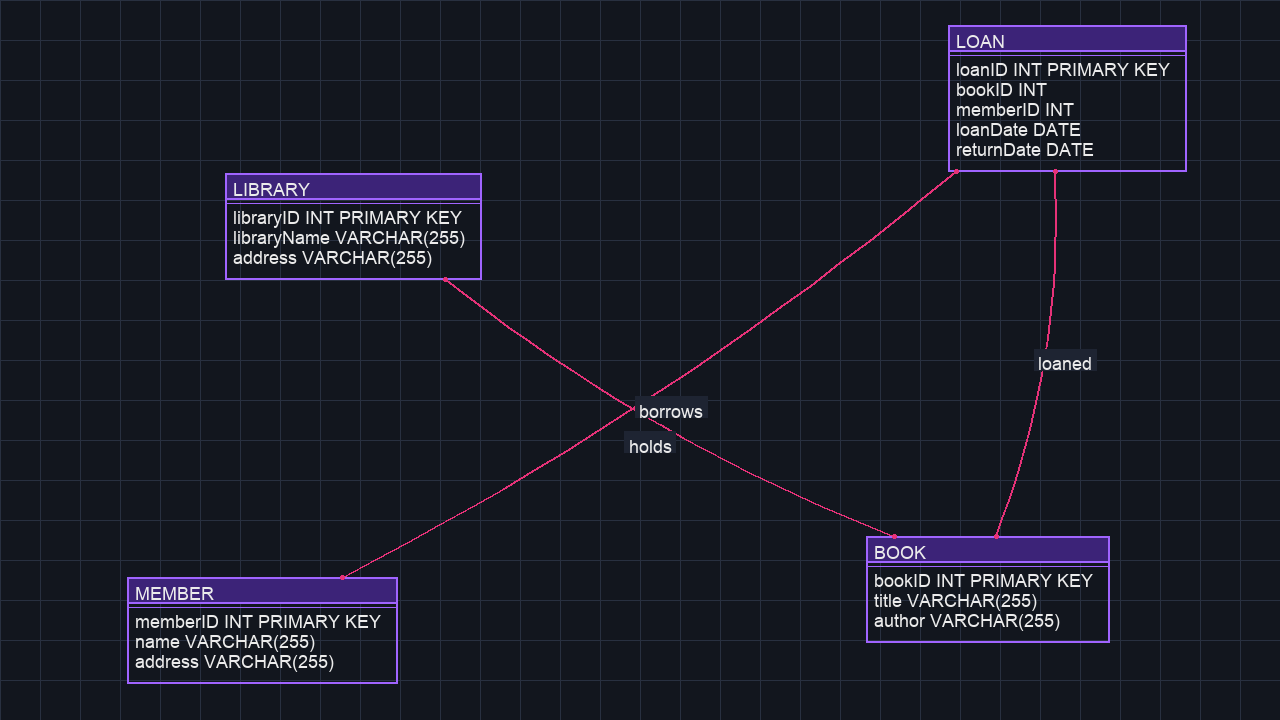 LOAN
loanID INT PRIMARY KEY
bookID INT
memberID INT
loanDate DATE
returnDate DATE
LIBRARY
libraryID INT PRIMARY KEY
libraryName VARCHAR(255)
address VARCHAR(255)
loaned
borrows
holds
BOOK
bookID INT PRIMARY KEY
title VARCHAR(255)
author VARCHAR(255)
MEMBER
memberID INT PRIMARY KEY
name VARCHAR(255)
address VARCHAR(255)